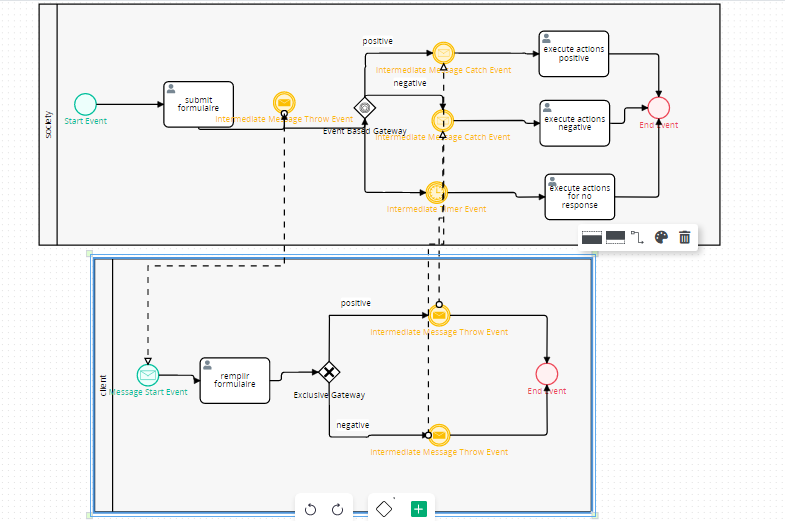 society
Start Event
submit
formulaire
Intermediate Message Throw Event
Event Based Gateway
positive
Intermediate Message Catch Event
negative
Intermediate Message Catch Event
Intermediate Timer Event
execute actions
positive
execute actions
negative
execute actions
for no
response
End Event
client
Message Start Event
remplir
formulaire
Exclusive Gateway
positive
Intermediate Message Throw Event
negative
Intermediate Message Throw Event
End Event